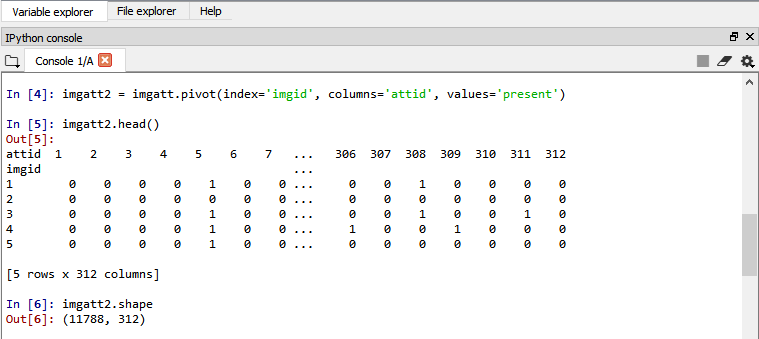 Variable explorer File explorer Help
IPython console
Console 1/A
In [4]: imgatt2 = imgatt.pivot(index='imgid', columns='attid', values='present')
In [5]: imgatt2.head()
Out[5]:
attid 1 2 3 4 5 6 7 ... 306 307 308 309 310 311 312
imgid ...
1 0 0 0 0 1 0 0 ... 0 0 1 0 0 0 0
2 0 0 0 0 0 0 0 ... 0 0 0 0 0 0 0
3 0 0 0 0 1 0 0 ... 0 0 1 0 0 1 0
4 0 0 0 0 1 0 0 ... 1 0 0 1 0 0 0
5 0 0 0 0 1 0 0 ... 0 0 0 0 0 0 0
[5 rows x 312 columns]
In [6]: imgatt2.shape
Out[6]: (11788, 312)